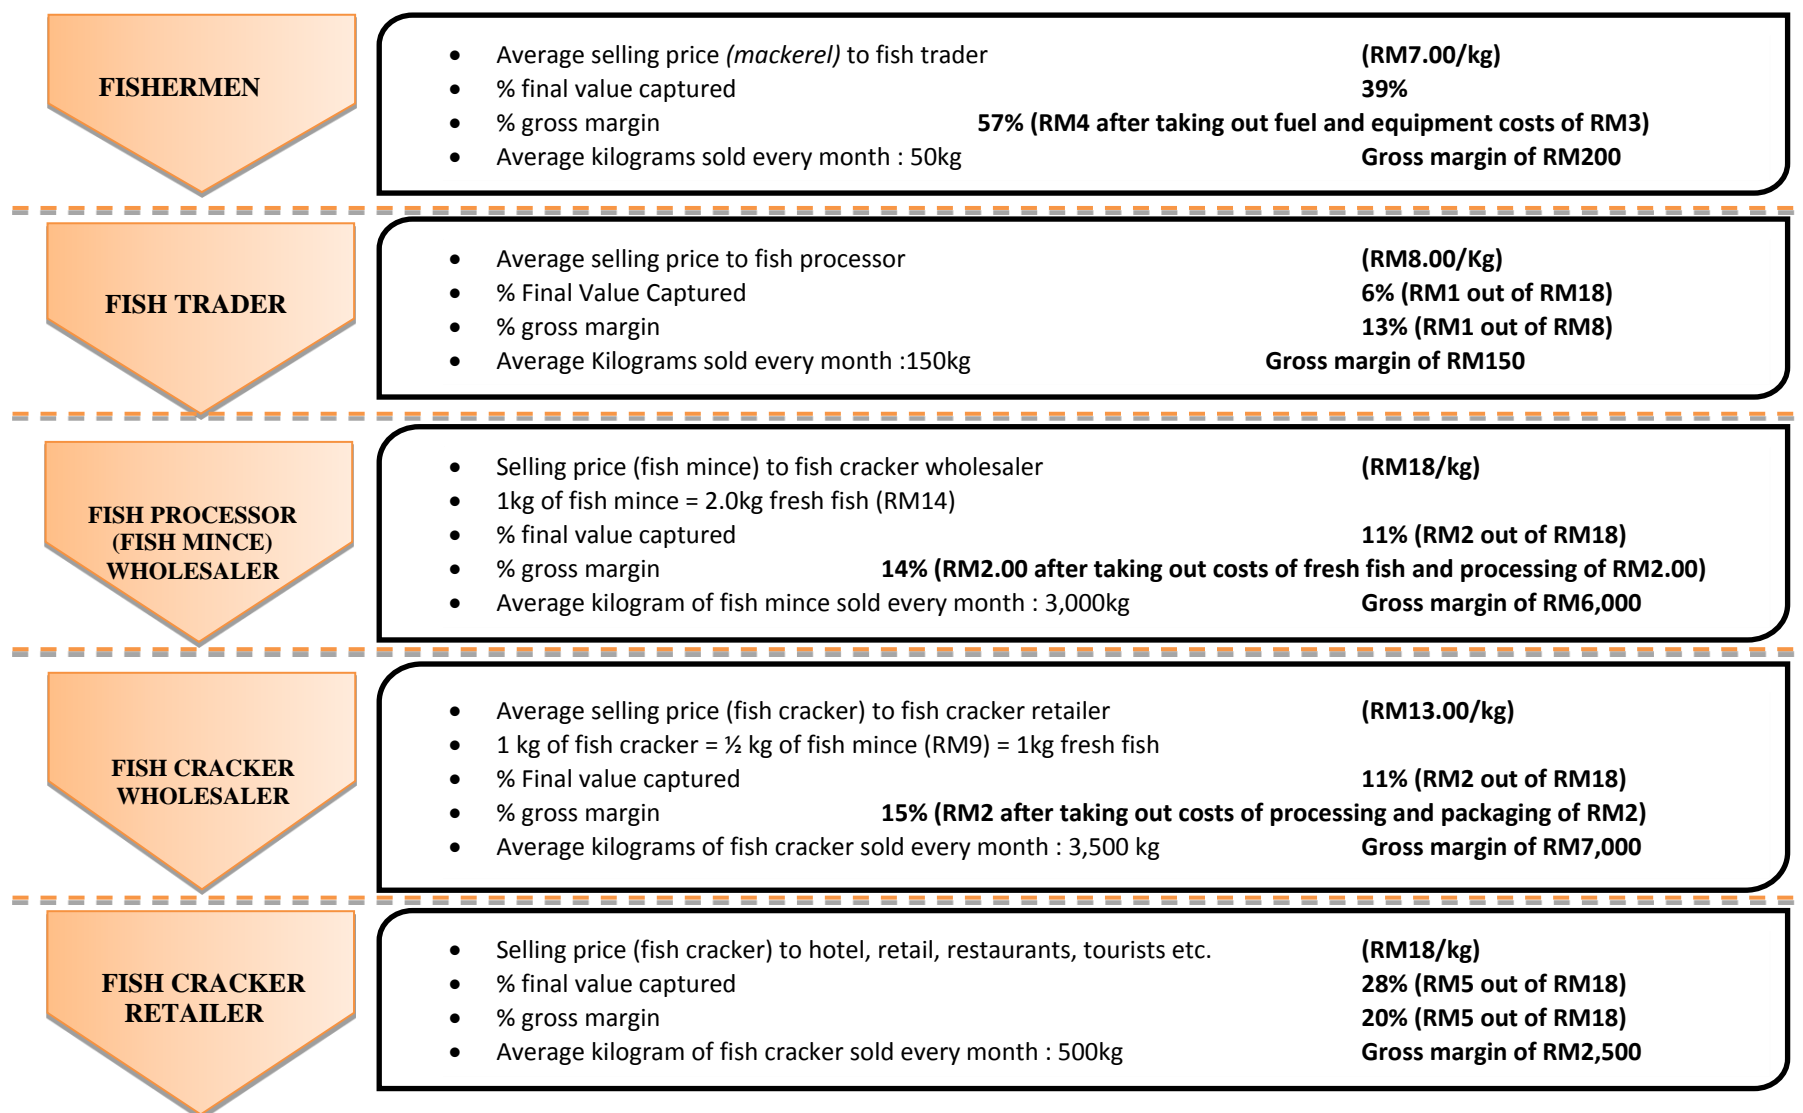 FISHERMEN
• Average selling price (mackerel) to fish trader (RM7.00/kg)
• % final value captured 39%
• % gross margin 57% (RM4 after taking out fuel and equipment costs of RM3)
• Average kilograms sold every month : 50kg Gross margin of RM200
FISH TRADER
• Average selling price to fish processor (RM8.00/Kg)
• % Final Value Captured 6% (RM1 out of RM18)
• % gross margin 13% (RM1 out of RM8)
• Average Kilograms sold every month :150kg Gross margin of RM150
FISH PROCESSOR
(FISH MINCE)
WHOLESALER
• Selling price (fish mince) to fish cracker wholesaler (RM18/kg)
• 1kg of fish mince = 2.0kg fresh fish (RM14)
• % final value captured 11% (RM2 out of RM18)
• % gross margin 14% (RM2.00 after taking out costs of fresh fish and processing of RM2.00)
• Average kilogram of fish mince sold every month : 3,000kg Gross margin of RM6,000
FISH CRACKER
WHOLESALER
• Average selling price (fish cracker) to fish cracker retailer (RM13.00/kg)
• 1 kg of fish cracker = ½ kg of fish mince (RM9) = 1kg fresh fish
• % Final value captured 11% (RM2 out of RM18)
• % gross margin 15% (RM2 after taking out costs of processing and packaging of RM2)
• Average kilograms of fish cracker sold every month : 3,500 kg Gross margin of RM7,000
FISH CRACKER
RETAILER
• Selling price (fish cracker) to hotel, retail, restaurants, tourists etc. (RM18/kg)
• % final value captured 28% (RM5 out of RM18)
• % gross margin 20% (RM5 out of RM18)
• Average kilogram of fish cracker sold every month : 500kg Gross margin of RM2,500